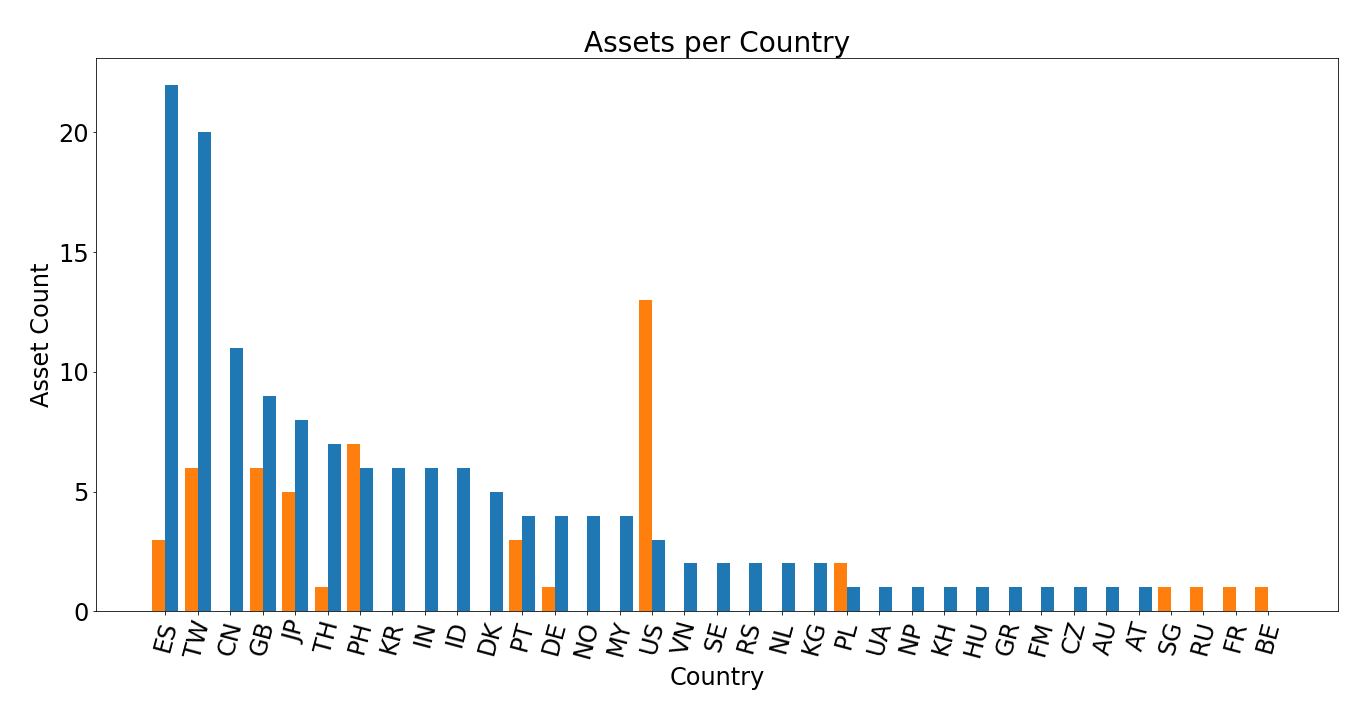 Assets per Country
Asset Count
20
15
10
5
0
ES TW CN GB JP TH PH KR IN ID DK PT DE NO MY US VN SE RS NL KG PL UA NP KH HU GR FM CZ AU AT SG RU FR BE
Country